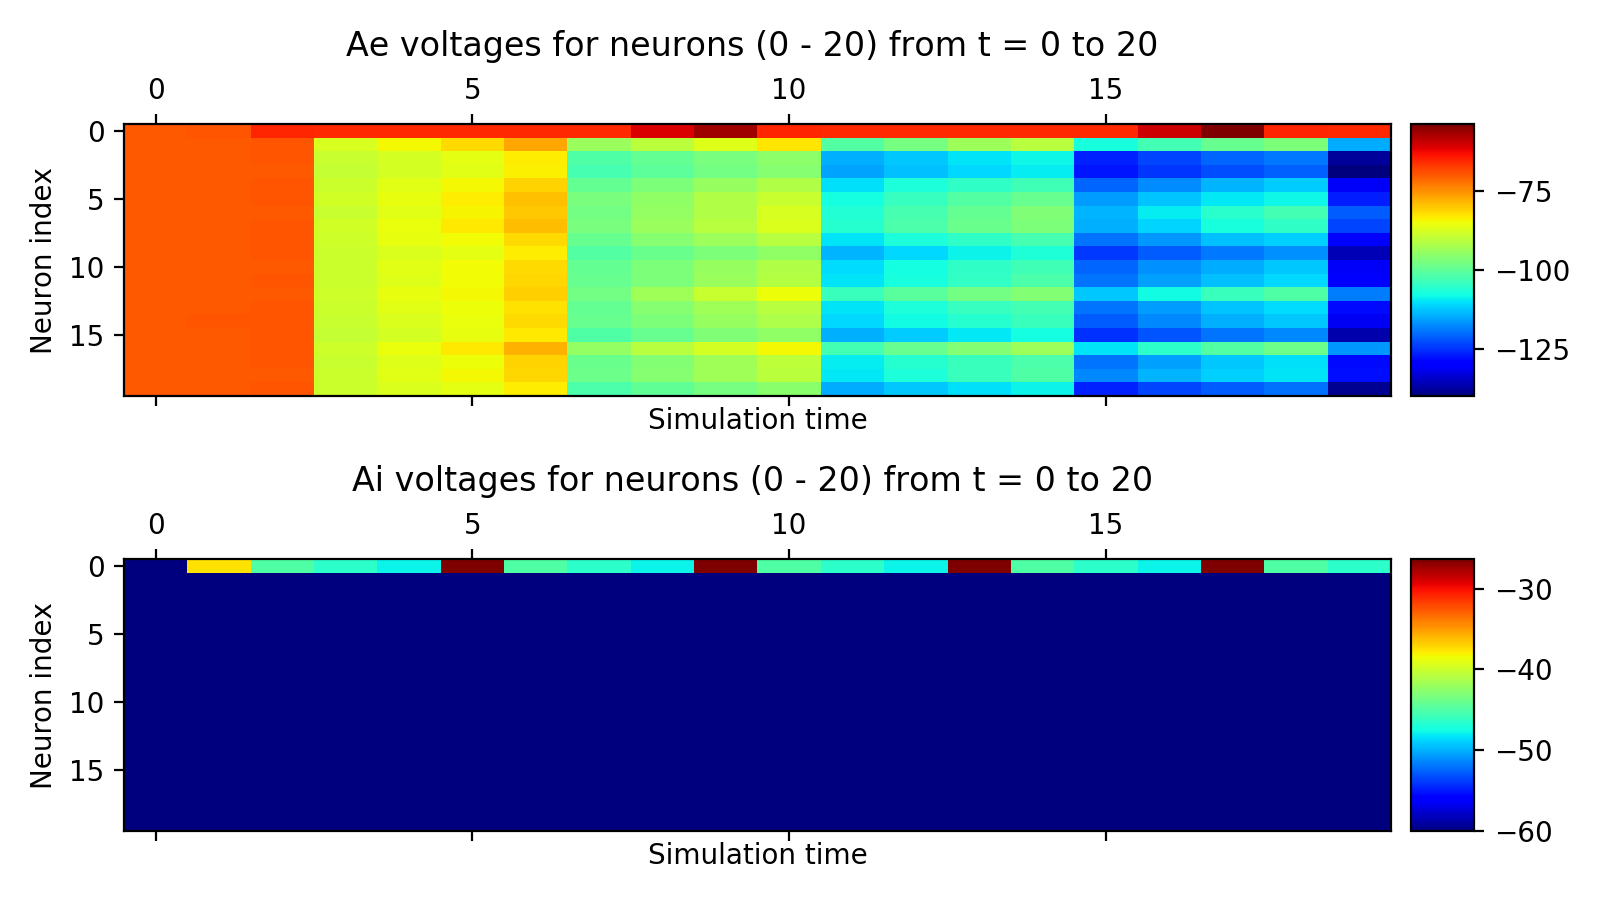 Ae voltages for neurons (0 - 20) from t = 0 to 20
0 5 10 15
0
5
10
15
Neuron index
Simulation time
−75
−100
−125
Ai voltages for neurons (0 - 20) from t = 0 to 20
0 5 10 15
0
5
10
15
Neuron index
Simulation time
−30
−40
−50
−60